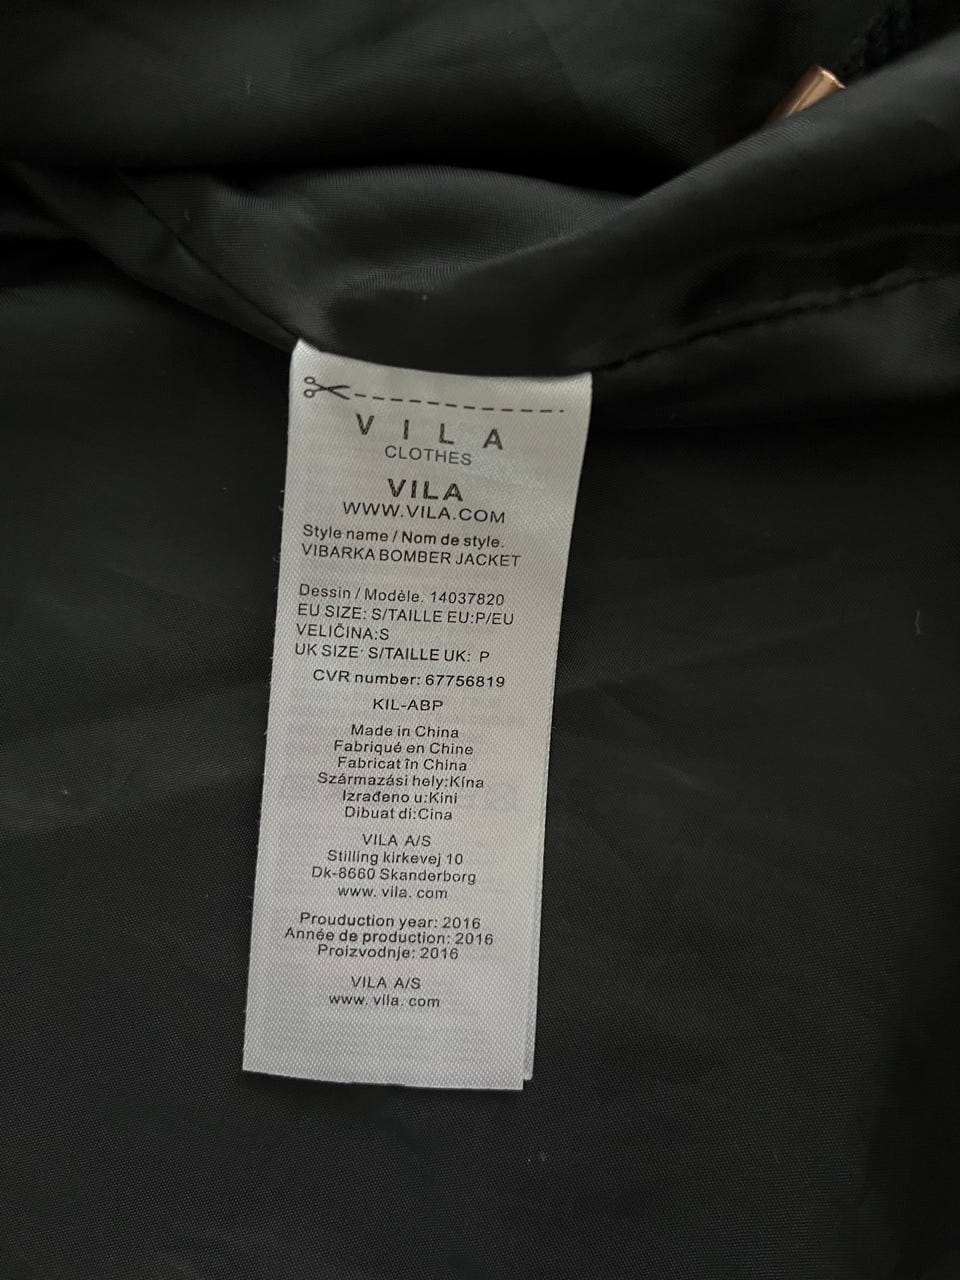 VILA
CLOTHES
VILA
WWW.VILA.COM
Style name / Nom de style.
VIBARKA BOMBER JACKET
Dessin / Modèle. 14037820
EU SIZE: S/TAILLE EU:P/EU
VELIČINA:S
UK SIZE: S/TAILLE UK: P
CVR number: 67756819
KIL-ABP
Made in China
Fabriqué en Chine
Fabricat în China
Származási hely:Kína
Izrađeno u:Kini
Dibuat di:Cina
VILA A/S
Stilling kirkevej 10
Dk-8660 Skanderborg
www. vila. com
Prouduction year: 2016
Année de production: 2016
Proizvodnje: 2016
VILA A/S
www. vila. com